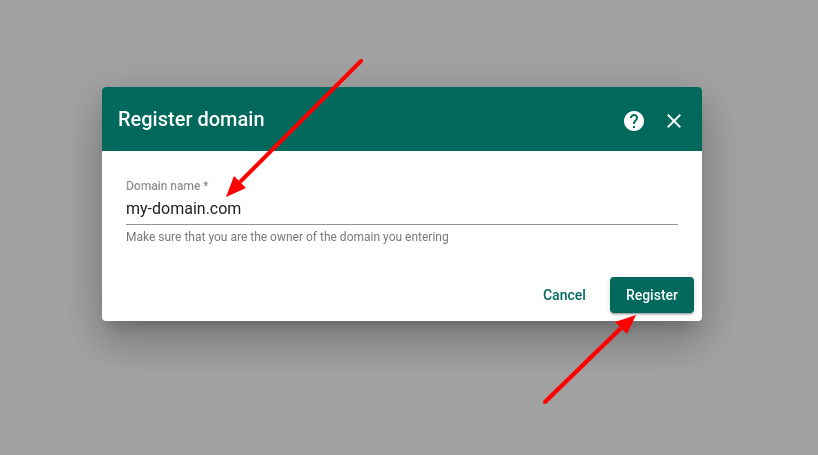 Register domain
Domain name *
my-domain.com
Make sure that you are the owner of the domain you entering
Cancel
Register